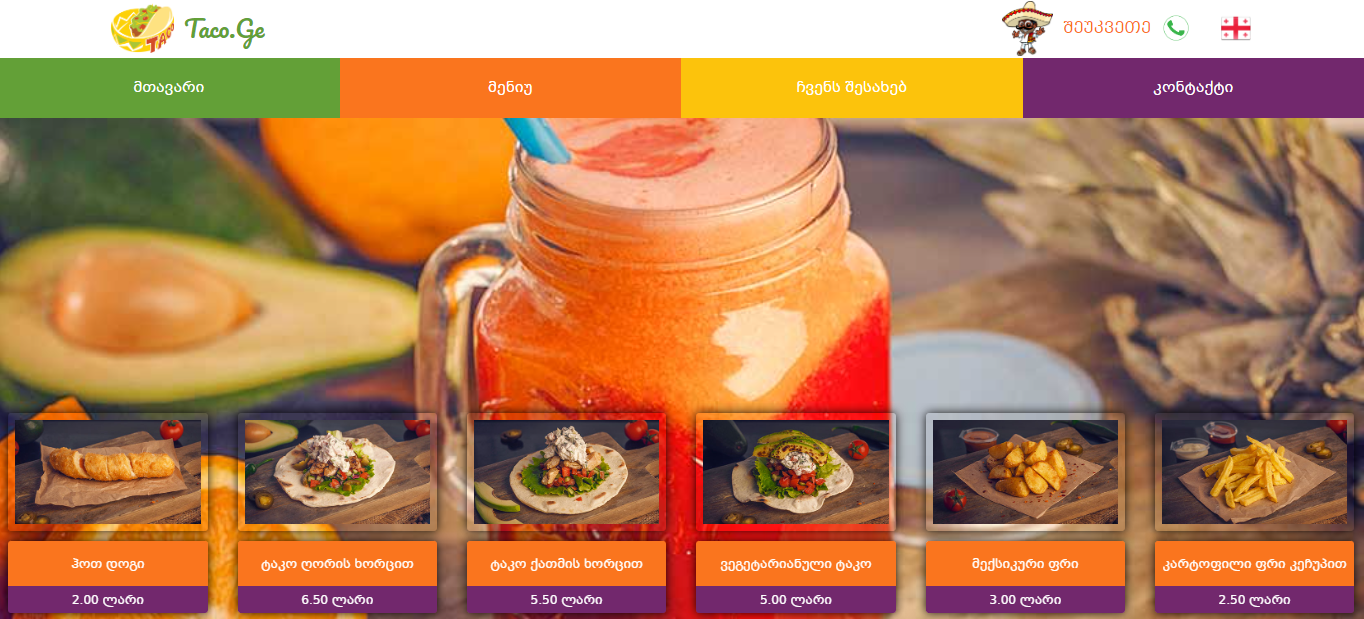 TACO
Taco.Ge
შეუკვეთე
მთავარი
მენიუ
ჩვენს შესახებ
კონტაქტი
ჰოთ დოგი
ტაკო ღორის ხორცით
ტაკო ქათმის ხორცით
ვეგეტარიანული ტაკო
მექსიკური ფრი
კარტოფილი ფრი კეჩუპით
2.00 ლარი
6.50 ლარი
5.50 ლარი
5.00 ლარი
3.00 ლარი
2.50 ლარი